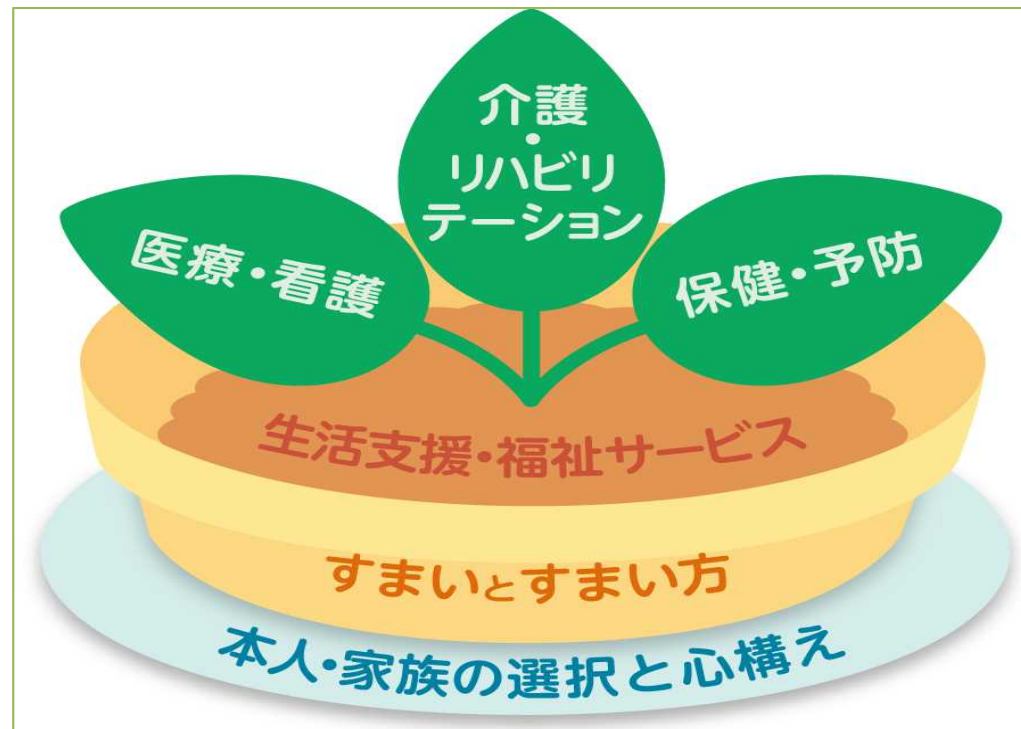 介護
・
リハビリ
テーション
医療・看護
保健・予防
生活支援・福祉サービス
すまいとすまい方
本人・家族の選択と心構え